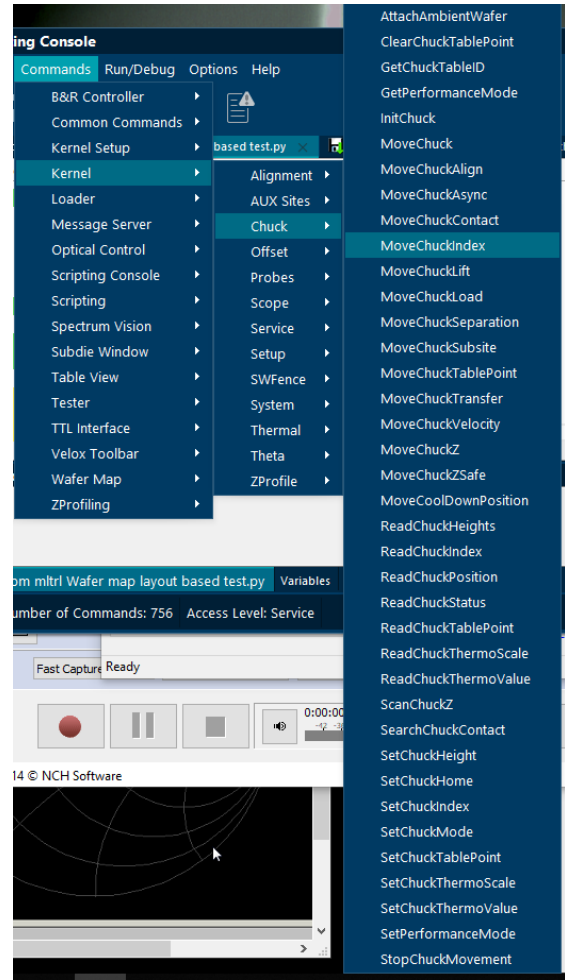 ing Console
Commands Run/Debug Options Help
B&R Controller
Common Commands
Kernel Setup
Kernel
Loader
Message Server
Optical Control
Scripting Console
Scripting
Spectrum Vision
Subdie Window
Table View
Tester
TTL Interface
Velox Toolbar
Wafer Map
ZProfiling
based test.py
Alignment
AUX Sites
Chuck
Offset
Probes
Scope
Service
Setup
SWFence
System
Thermal
Theta
ZProfile
AttachAmbientWafer
ClearChuckTablePoint
GetChuckTableID
GetPerformanceMode
InitChuck
MoveChuck
MoveChuckAlign
MoveChuckAsync
MoveChuckContact
MoveChuckIndex
MoveChuckLift
MoveChuckLoad
MoveChuckSeparation
MoveChuckSubsite
MoveChuckTablePoint
MoveChuckTransfer
MoveChuckVelocity
MoveChuckZ
MoveChuckZSafe
MoveCoolDownPosition
ReadChuckHeights
ReadChuckIndex
ReadChuckPosition
ReadChuckStatus
ReadChuckTablePoint
ReadChuckThermoScale
ReadChuckThermoValue
ScanChuckZ
SearchChuckContact
SetChuckHeight
SetChuckHome
SetChuckIndex
SetChuckMode
SetChuckTablePoint
SetChuckThermoScale
SetChuckThermoValue
SetPerformanceMode
StopChuckMovement
om mltrl Wafer map layout based test.py Variables
umber of Commands: 756 Access Level: Service
Fast Capture Ready
0:00:00
-42 -36
14 © NCH Software